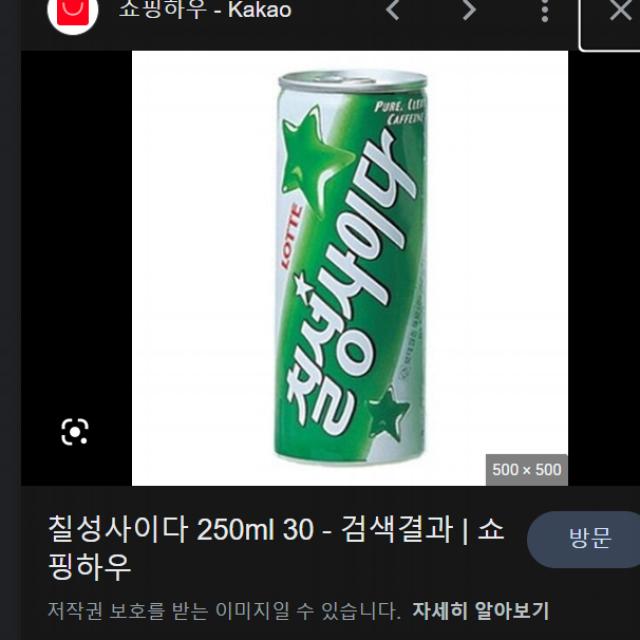 쇼핑하우 - Kakao
PURE, CLE
CAFFEINE
LOTTE
칠성사이다
500 × 500
칠성사이다 250ml 30 - 검색결과 | 쇼
핑하우
방문
저작권 보호를 받는 이미지일 수 있습니다. 자세히 알아보기